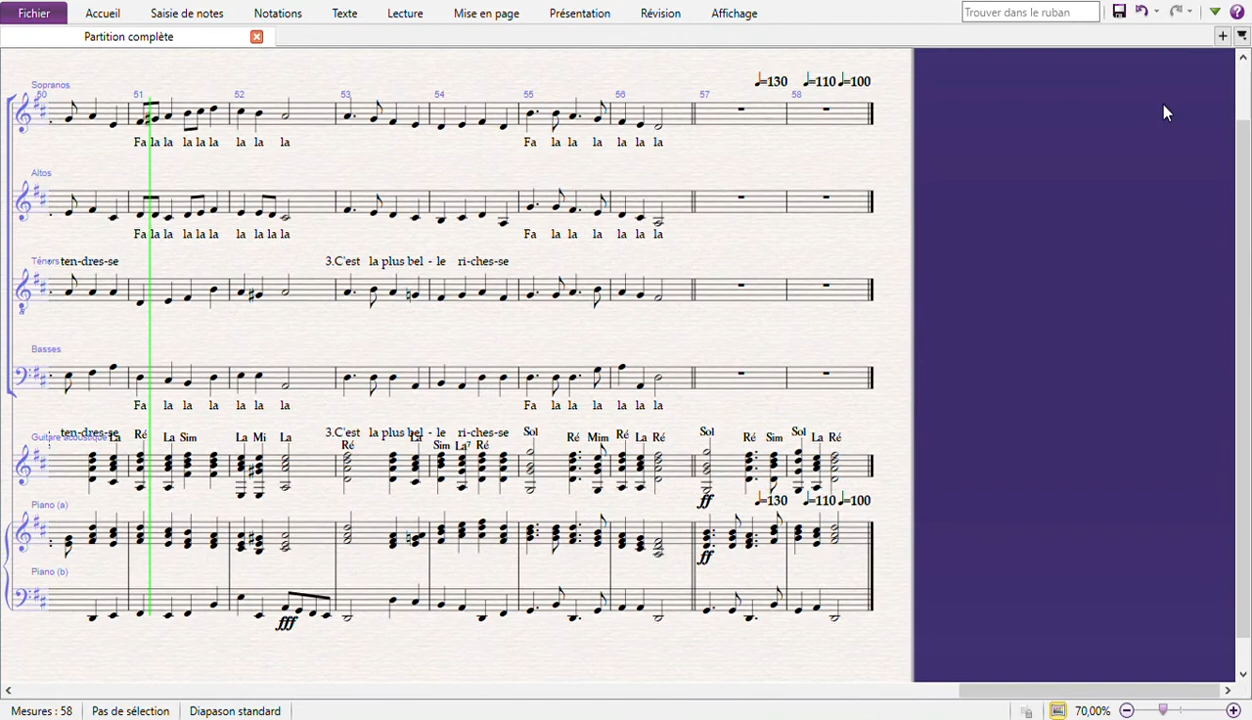 Fichier Accueil Saisie de notes Notations Texte Lecture Mise en page Présentation Révision Affichage Trouver dans le ruban
Partition complète
♩=130 ♩=110 ♩=100
Sopranos
50 51 52 53 54 55 56 57 58
Fa la la la la la la la la Fa la la la la la la
Altos
Fa la la la la la la la la la Fa la la la la la la
Ténors ten-dres-se 3.C'est la plus bel - le ri-ches-se
Basses
Fa la la la la la la Fa la la la la la la
ten-dres-se 3.C'est la plus bel - le ri-ches-se
Guitare acoustique La Ré La Sim La Mi La Ré La Sim La7 Ré Sol Ré Mim Ré La Ré Sol Ré Sim Sol La Ré
ff ♩=130 ♩=110 ♩=100
Piano (a)
ff
Piano (b)
fff
Mesures : 58 Pas de sélection Diapason standard 70,00%